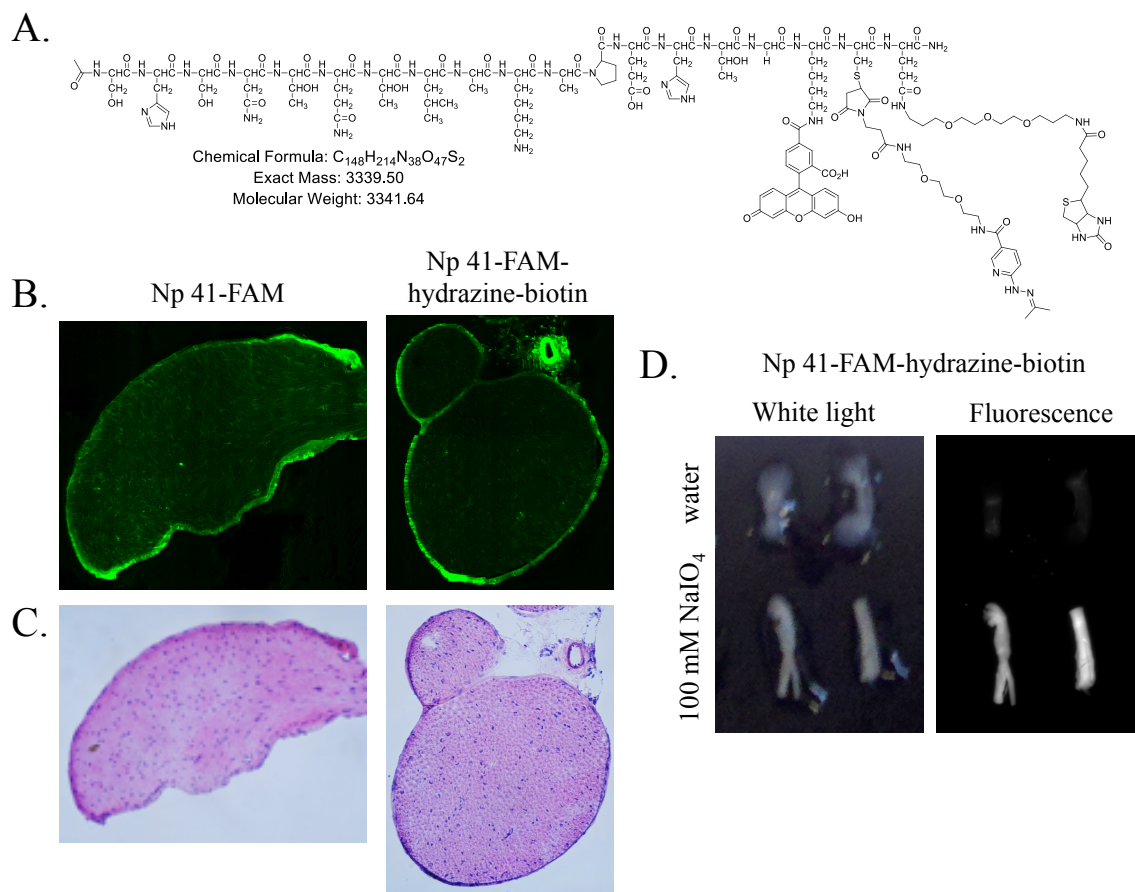 A.
Chemical Formula: C148H214N38O47S2
Exact Mass: 3339.50
Molecular Weight: 3341.64
B.
Np 41-FAM
Np 41-FAM-
hydrazine-biotin
C.
D.
Np 41-FAM-hydrazine-biotin
White light
Fluorescence
water
100 mM NaIO4